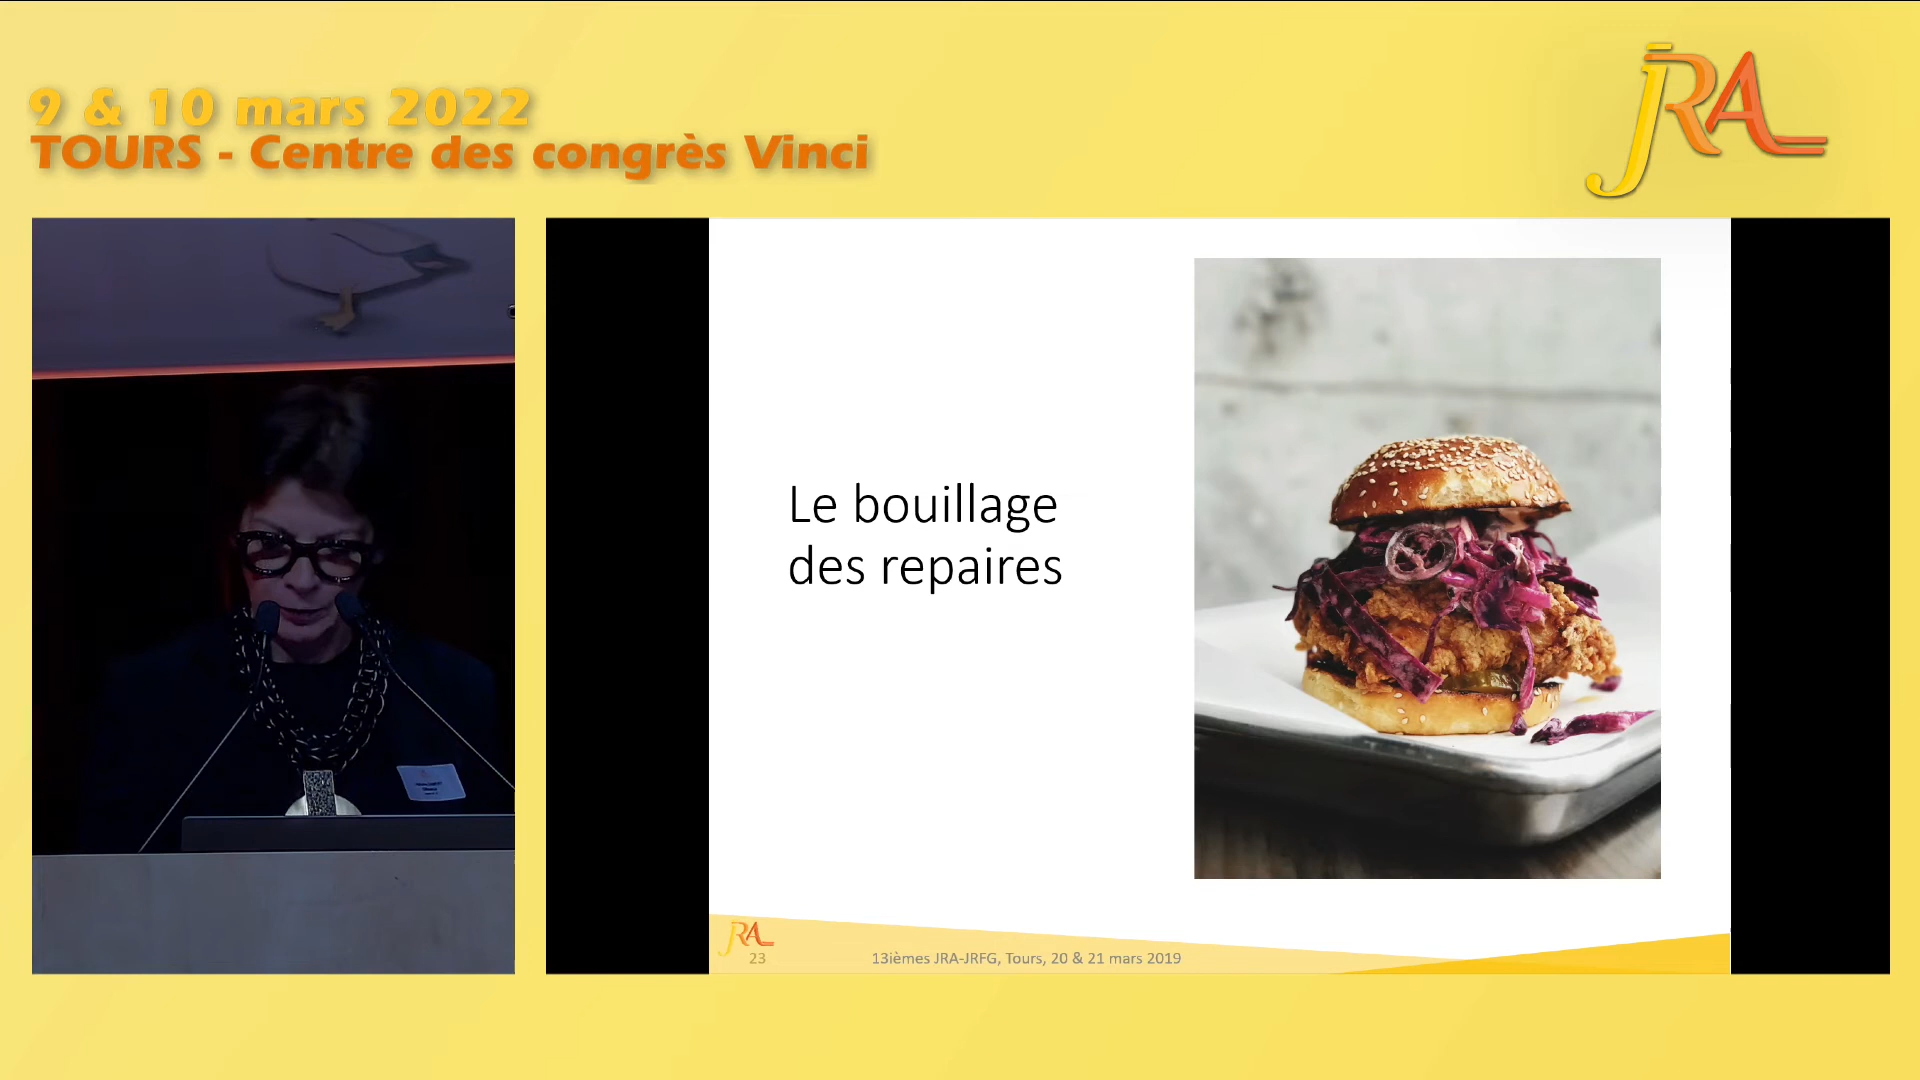 9 & 10 mars 2022
TOURS - Centre des congrès Vinci
JRA
Le bouillage
des repaires
JRA
23
13ièmes JRA-JRFG, Tours, 20 & 21 mars 2019